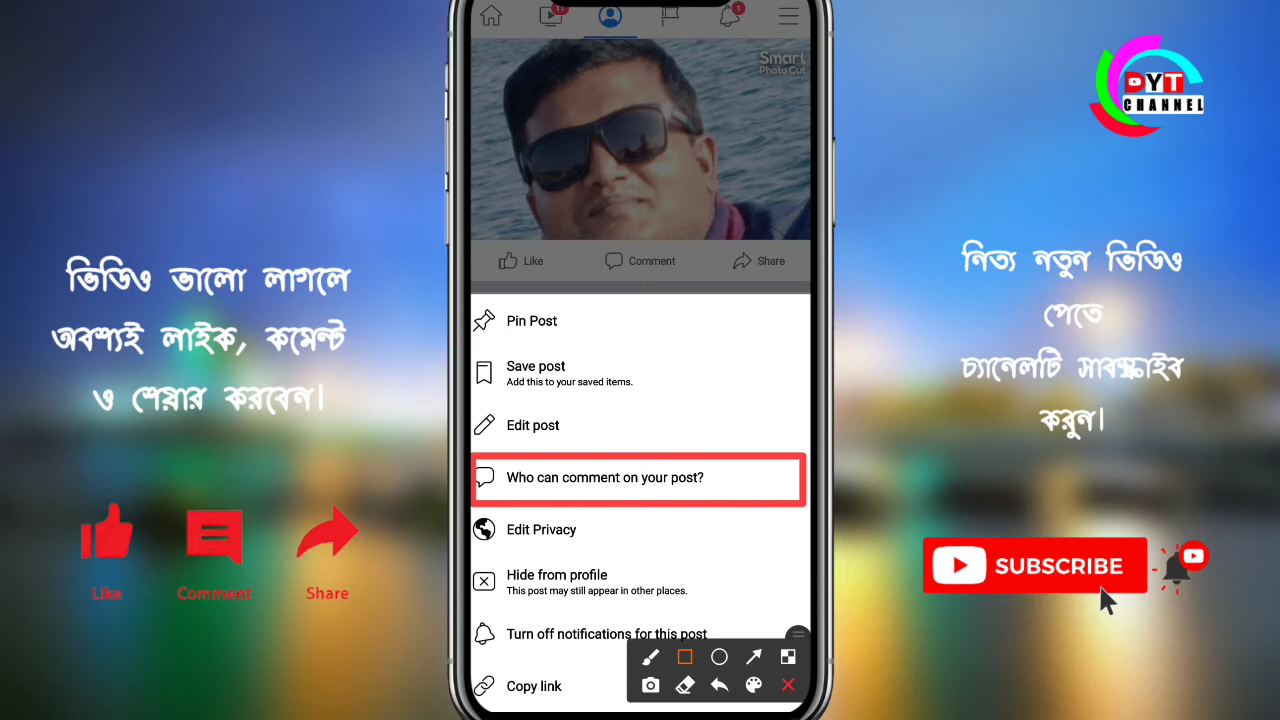 11
1
Smart
Photo Cut
DYT
CHANNEL
Like
Comment
Share
ভিডিও ভালো লাগলে
অবশ্যই লাইক, কমেন্ট
ও শেয়ার করবেন।
নিত্য নতুন ভিডিও
পেতে
চ্যানেলটি সাবস্ক্রাইব
করুন।
Pin Post
Save post
Add this to your saved items.
Edit post
Who can comment on your post?
Edit Privacy
Hide from profile
This post may still appear in other places.
Turn off notifications for this post
Copy link
Like
Comment
Share
SUBSCRIBE